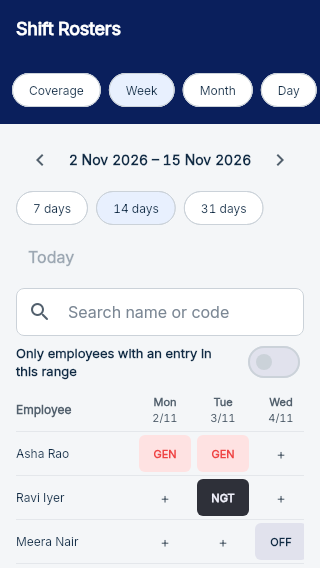 Shift Rosters
Coverage Week Month Day
2 Nov 2026 – 15 Nov 2026
7 days 14 days 31 days
Today
Search name or code
Only employees with an entry in
this range
Employee Mon Tue Wed
2/11 3/11 4/11
Asha Rao GEN GEN +
Ravi Iyer + NGT +
Meera Nair + + OFF